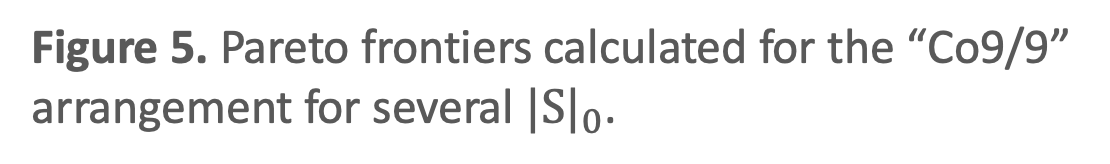 Figure 5. Pareto frontiers calculated for the “Co9/9”
arrangement for several |S|₀.